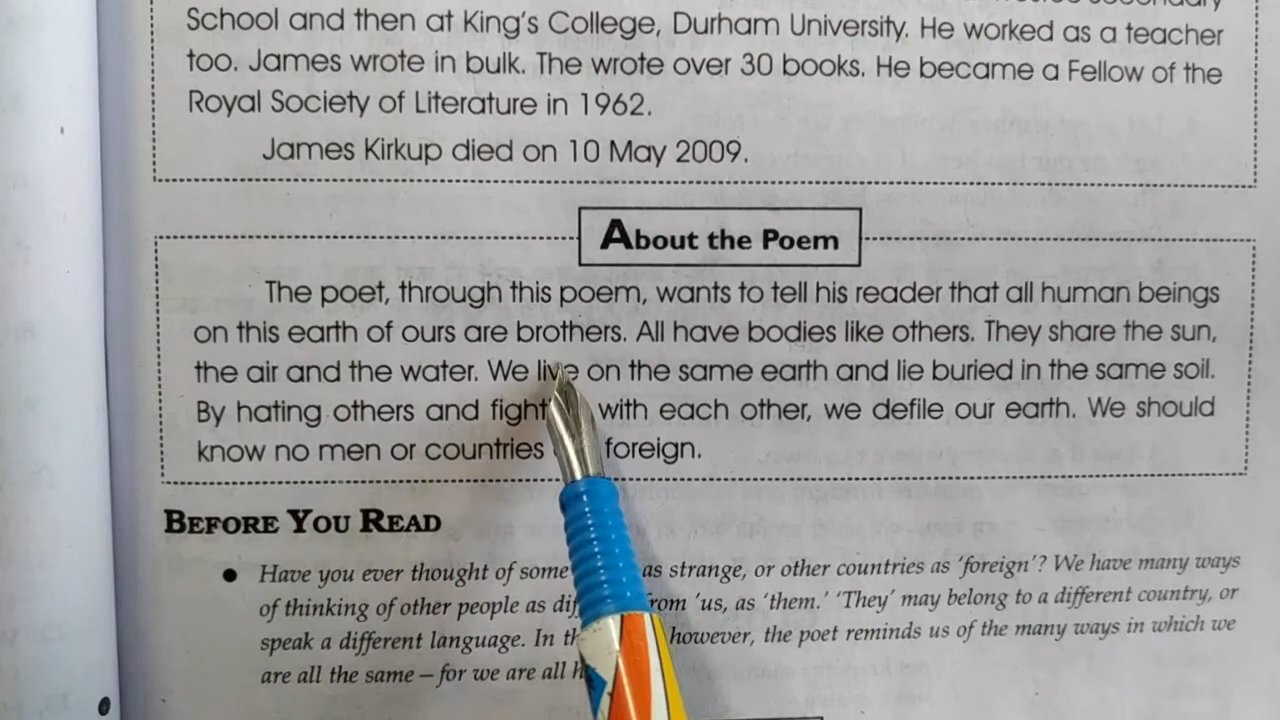 School and then at King's College, Durham University. He worked as a teacher
too. James wrote in bulk. The wrote over 30 books. He became a Fellow of the
Royal Society of Literature in 1962.
James Kirkup died on 10 May 2009.
About the Poem
The poet, through this poem, wants to tell his reader that all human beings
on this earth of ours are brothers. All have bodies like others. They share the sun,
the air and the water. We live on the same earth and lie buried in the same soil.
By hating others and with each other, we defile our earth. We should
know no men or countries foreign.
BEFORE YOU READ
● Have you ever thought of some as strange, or other countries as 'foreign'? We have many ways
of thinking of other people as from 'us, as 'them.' 'They' may belong to a different country, or
speak a different language. In however, the poet reminds us of the many ways in which we
are all the same – for we are all